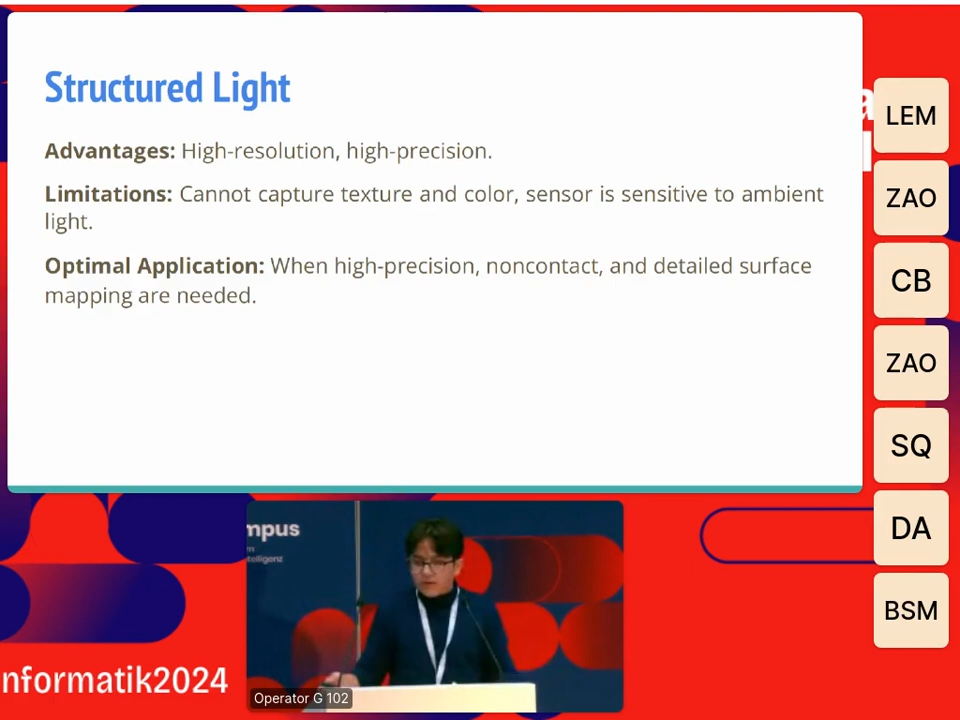 Structured Light
Advantages: High-resolution, high-precision.
Limitations: Cannot capture texture and color, sensor is sensitive to ambient
light.
Optimal Application: When high-precision, noncontact, and detailed surface
mapping are needed.
LEM
ZAO
CB
ZAO
SQ
DA
BSM
mpus
elligenz
Operator G 102
nformatik2024